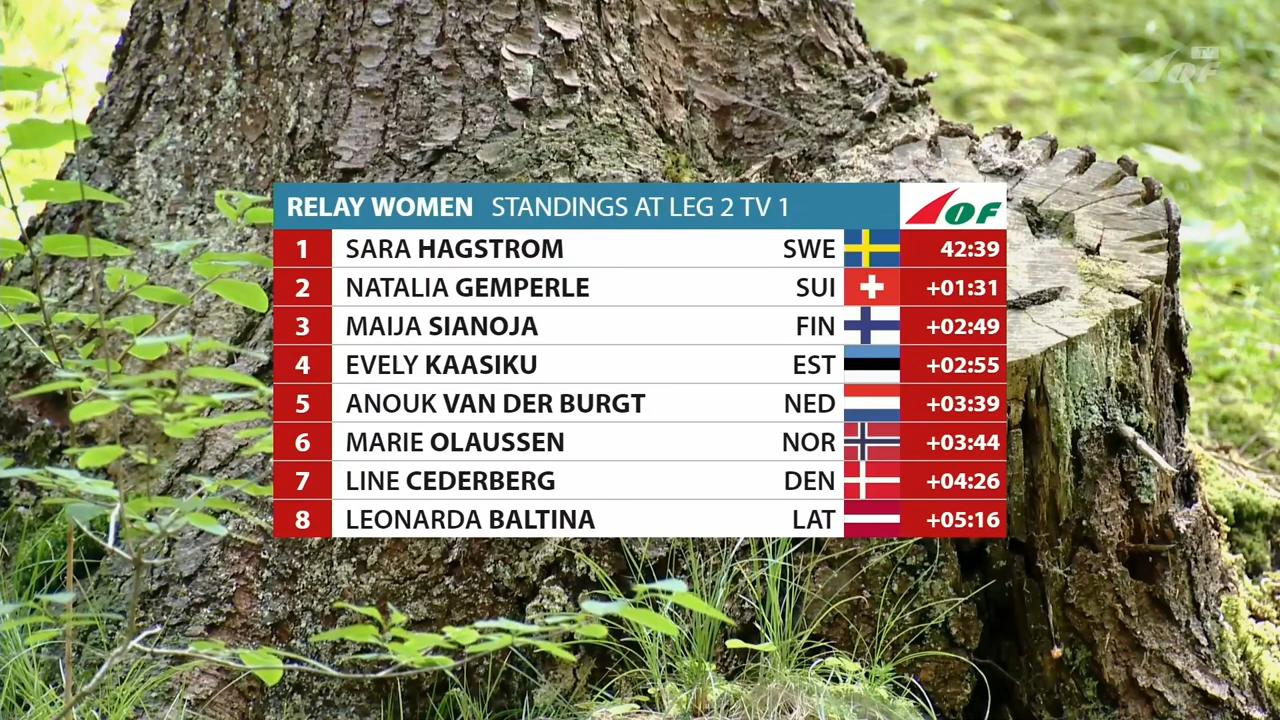 TV
IOF
RELAY WOMEN STANDINGS AT LEG 2 TV 1 IOF
1 SARA HAGSTROM SWE 42:39
2 NATALIA GEMPERLE SUI +01:31
3 MAIJA SIANOJA FIN +02:49
4 EVELY KAASIKU EST +02:55
5 ANOUK VAN DER BURGT NED +03:39
6 MARIE OLAUSSEN NOR +03:44
7 LINE CEDERBERG DEN +04:26
8 LEONARDA BALTINA LAT +05:16